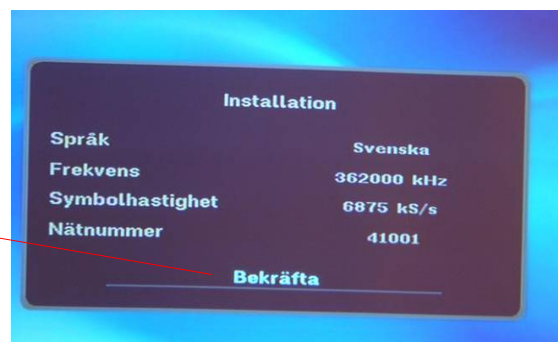 Installation
Språk Svenska
Frekvens 362000 kHz
Symbolhastighet 6875 kS/s
Nätnummer 41001
Bekräfta